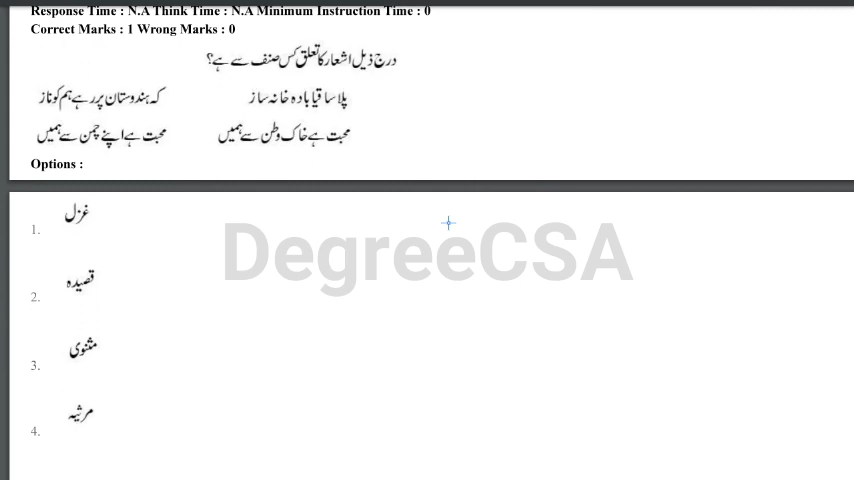 Response Time : N.A Think Time : N.A Minimum Instruction Time : 0
Correct Marks : 1 Wrong Marks : 0
درج ذیل اشعار کا تعلق کس صنف سے ہے؟
پلا ساقیا بادہ خانہ ساز کہ ہندوستان پر رہے ہم کو ناز
محبت ہے خاک وطن سے ہمیں محبت ہے اپنے چمن سے ہمیں
Options :
1. غزل
DegreeCSA
2. قصیدہ
3. مثنوی
4. مرثیہ